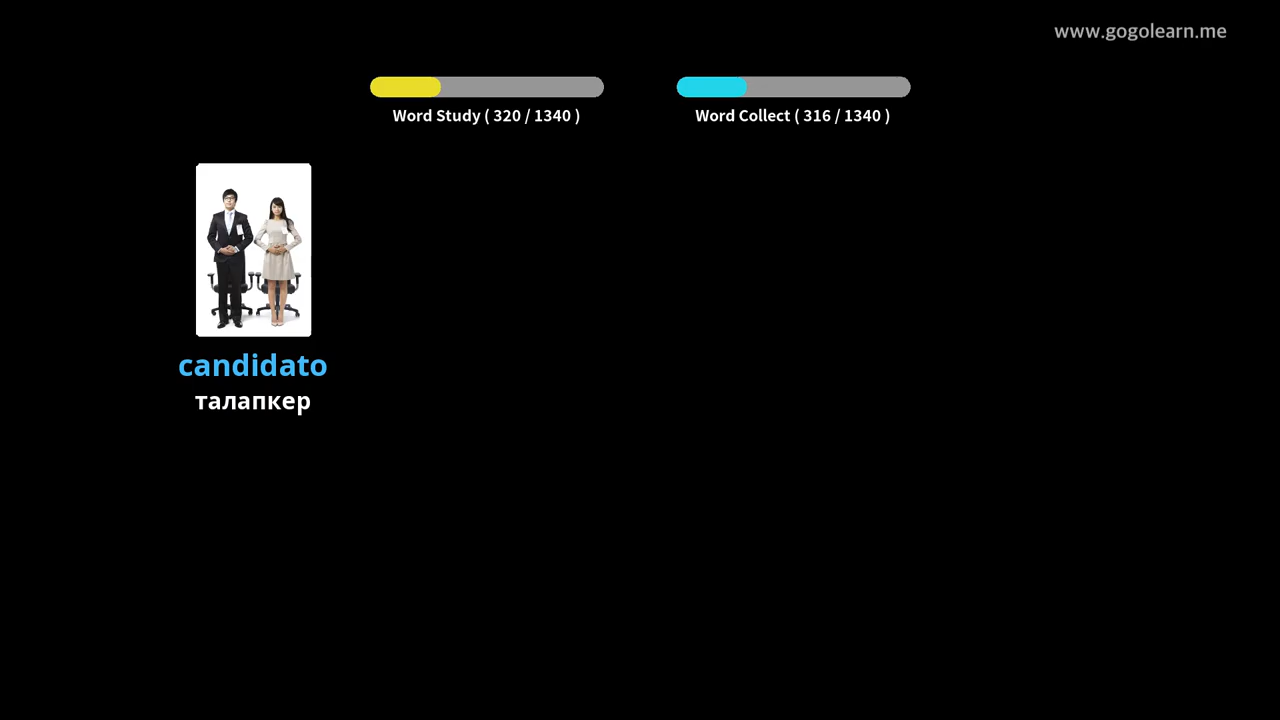 www.gogolearn.me
Word Study ( 320 / 1340 )
Word Collect ( 316 / 1340 )
candidato
талапкер